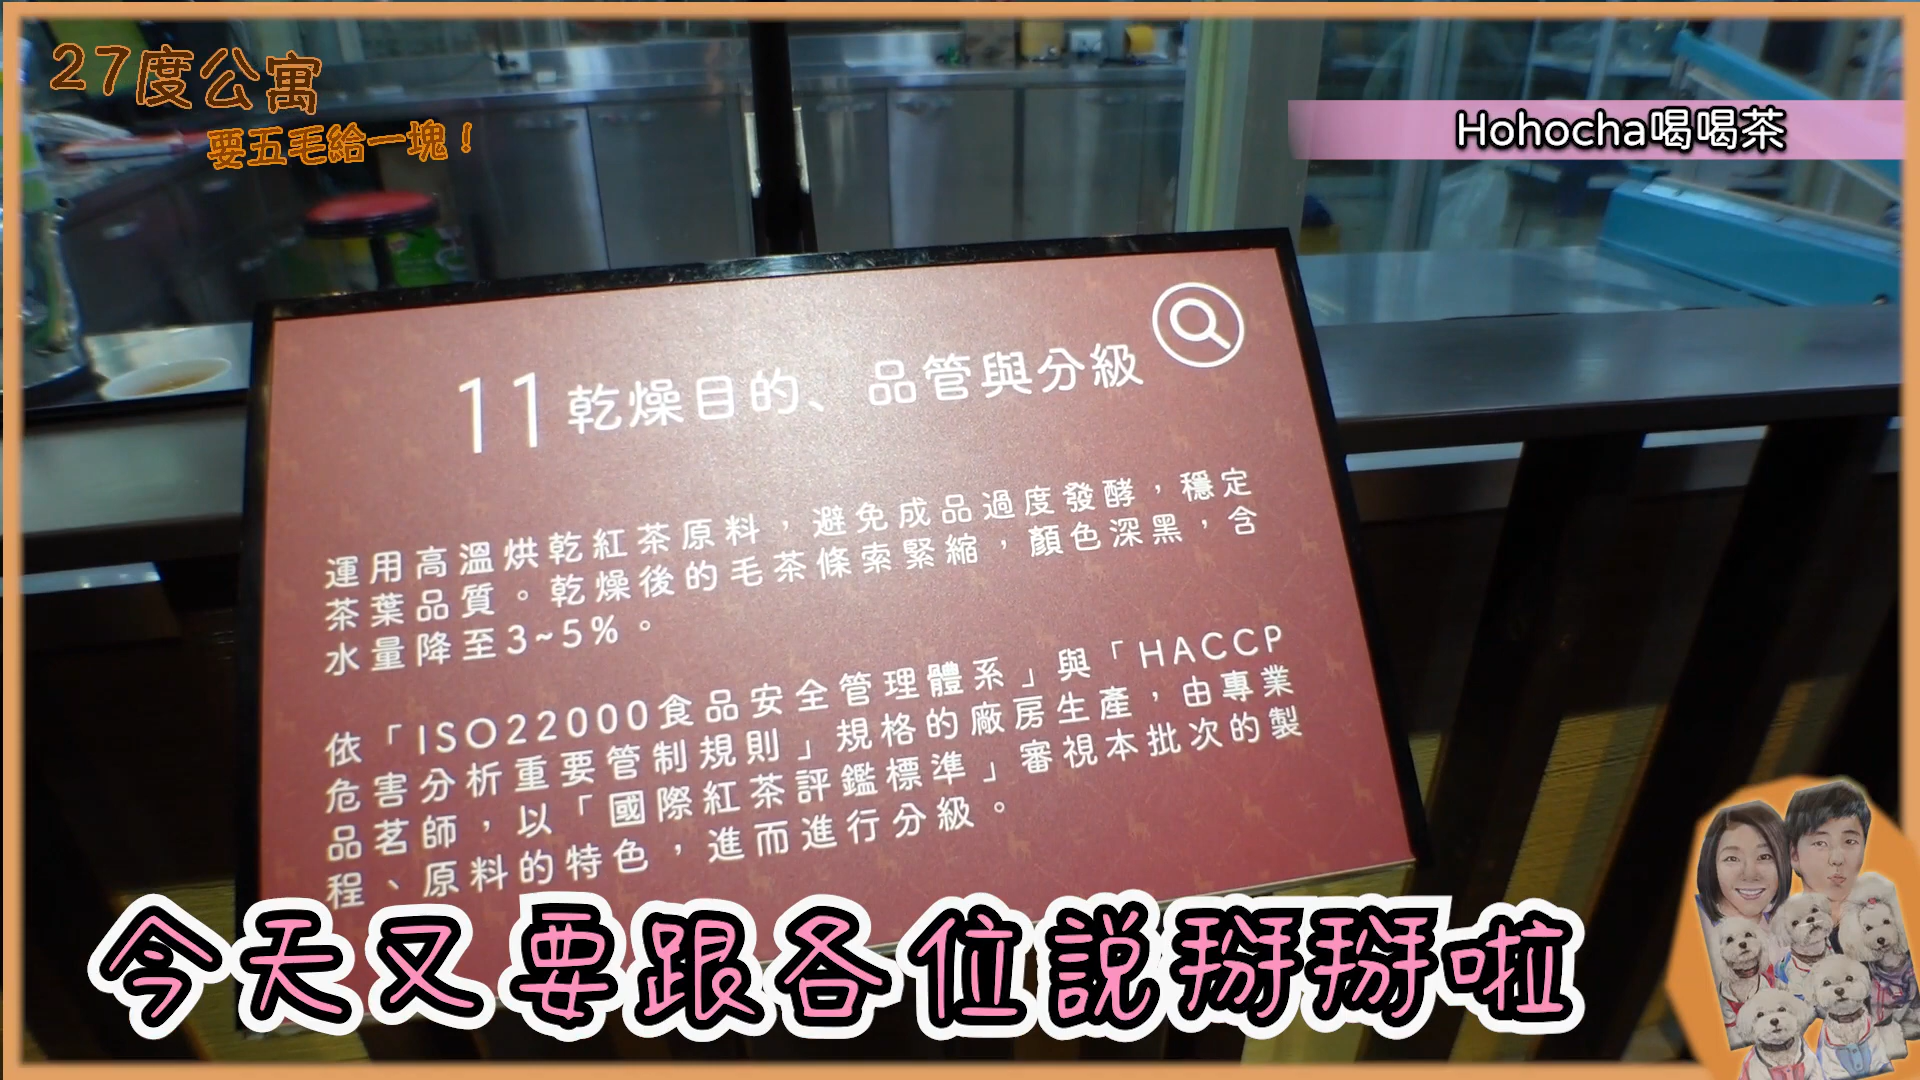 27度公寓
要五毛給一塊！
Hohocha喝喝茶
11乾燥目的、品管與分級
運用高溫烘乾紅茶原料，避免成品過度發酵，穩定
茶葉品質。乾燥後的毛茶條索緊縮，顏色深黑，含
水量降至3~5%。
依「ISO22000食品安全管理體系」與「HACCP
危害分析重要管制規則」規格的廠房生產，由專業
品茗師，以「國際紅茶評鑑標準」審視本批次的製
程、原料的特色，進而進行分級。
今天又要跟各位說掰掰啦